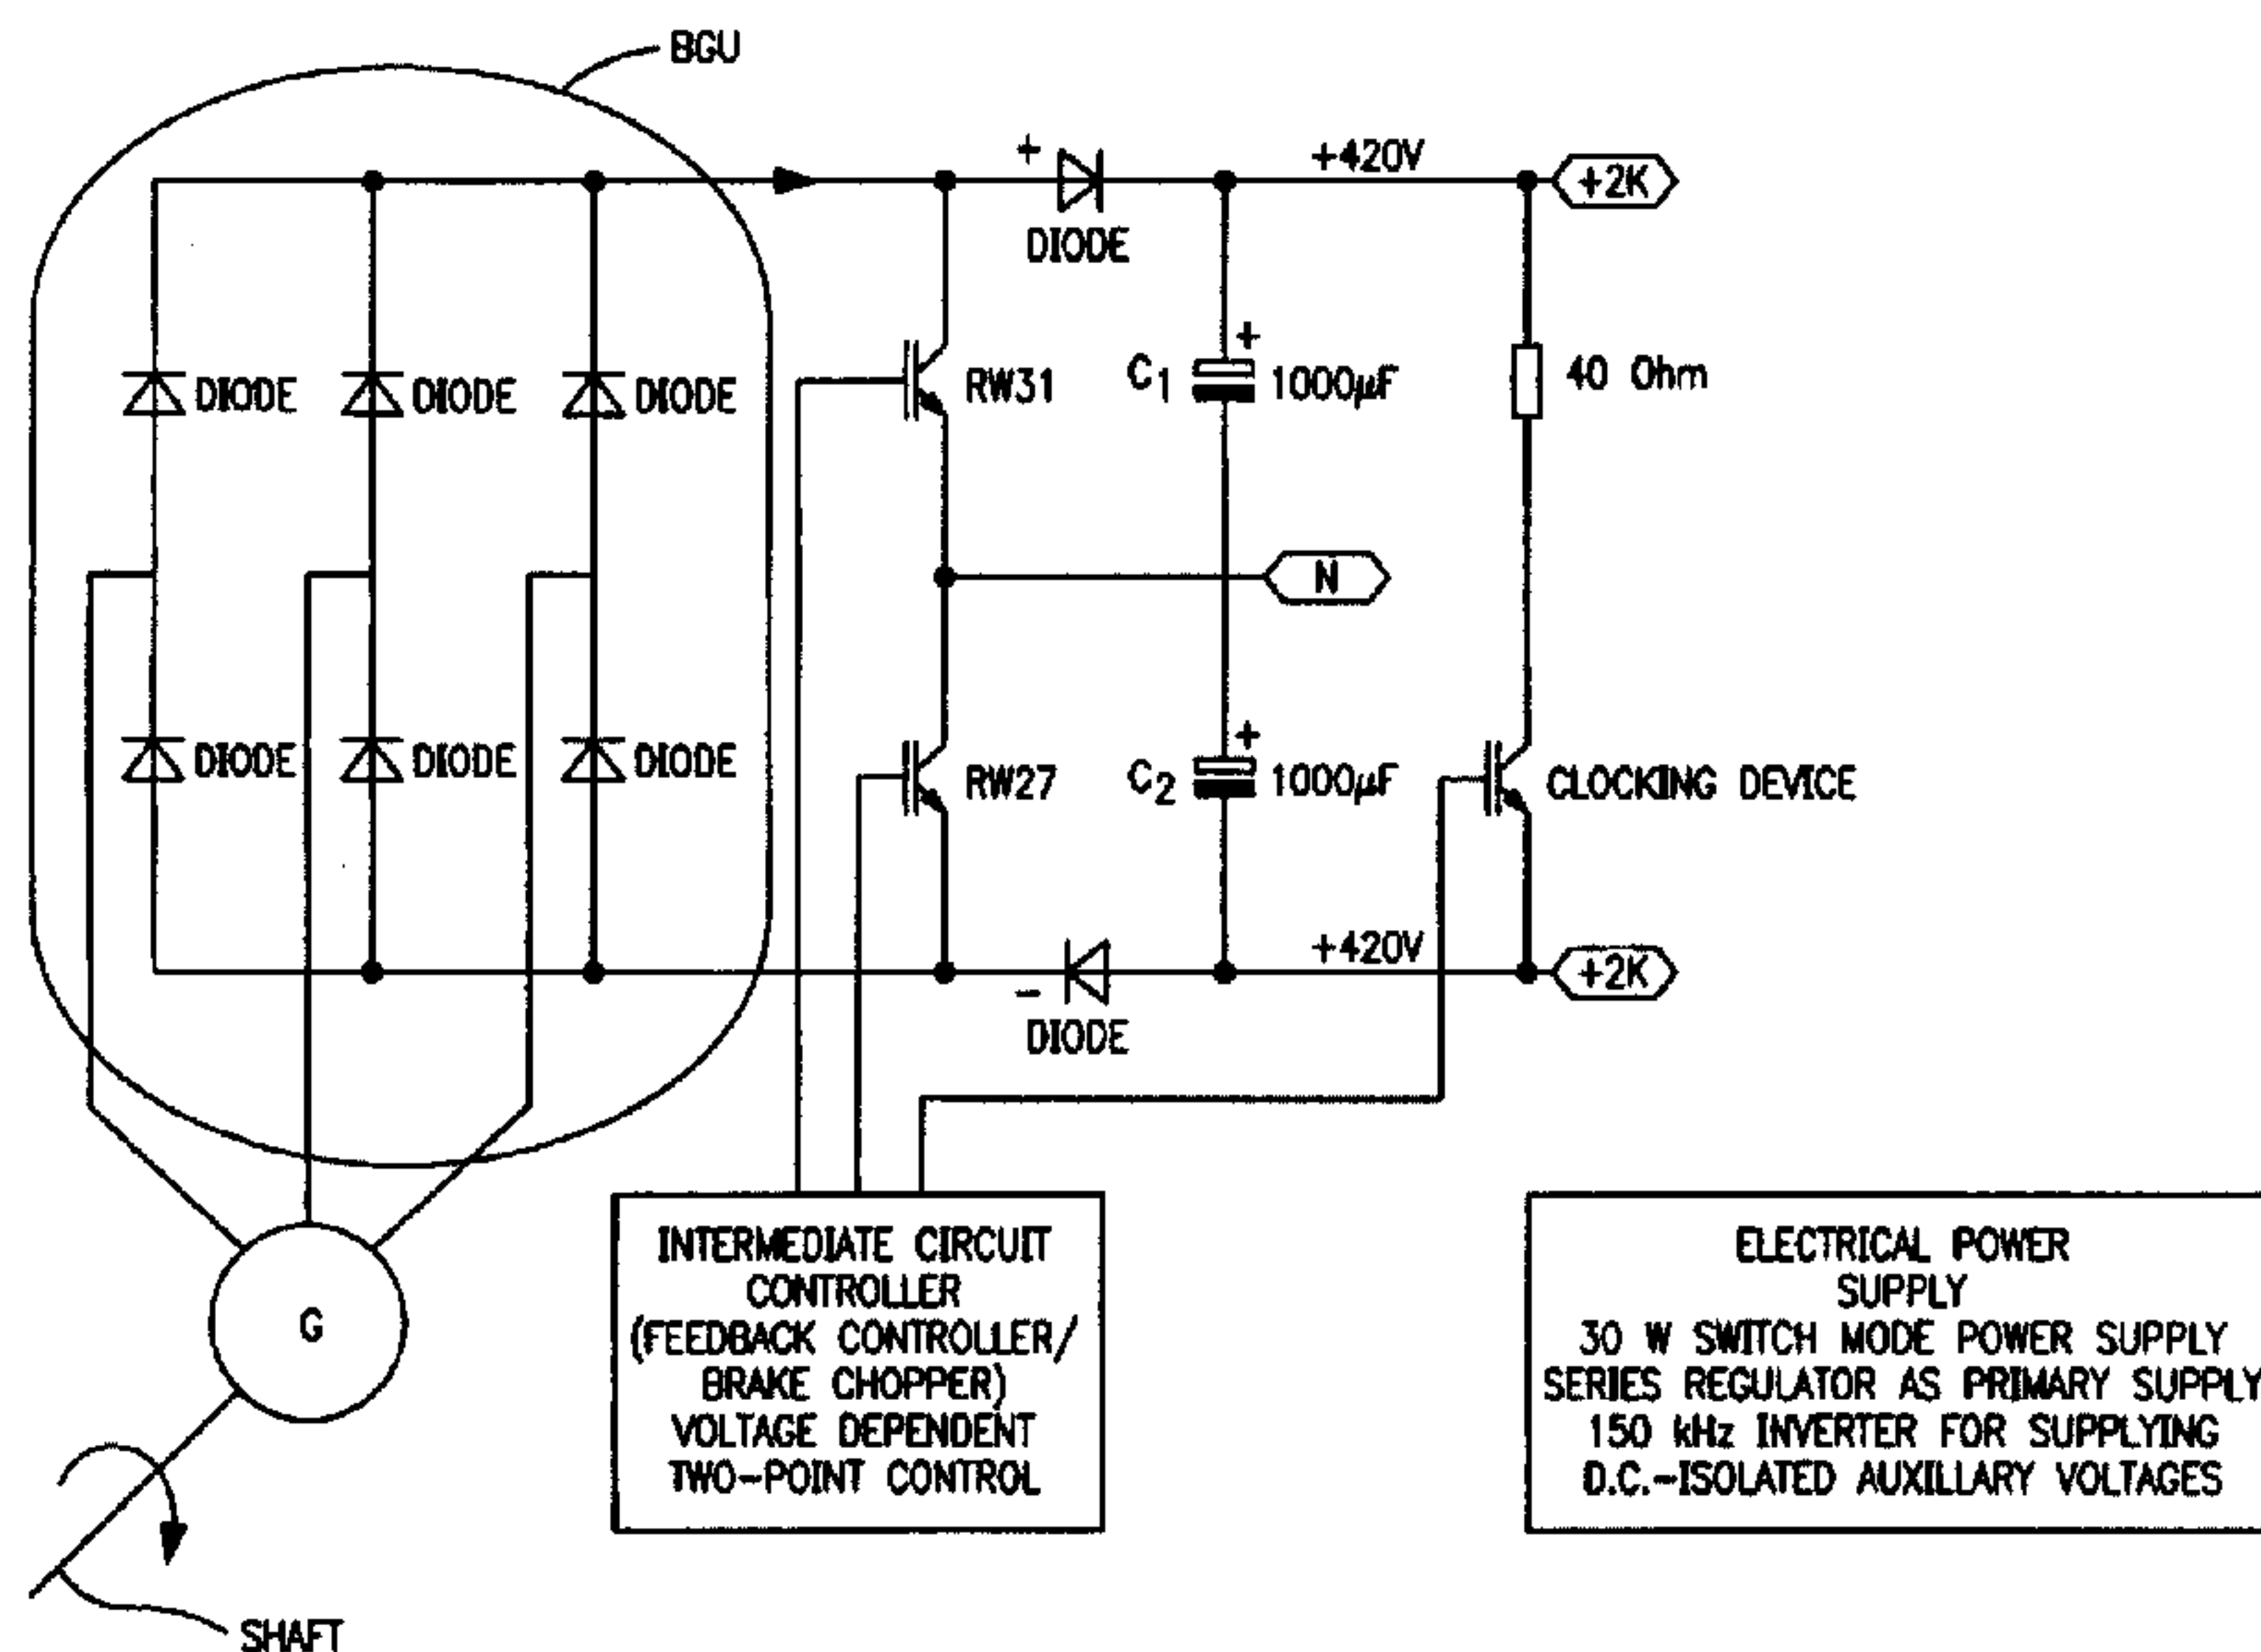 BGU
+
+420V
+2K
DIODE
+
DIODE
DIODE
DIODE
RW31
C1
1000µF
40 Ohm
N
+
DIODE
DIODE
DIODE
RW27
C2
1000µF
CLOCKING DEVICE
+420V
+2K
-
DIODE
G
INTERMEDIATE CIRCUIT
CONTROLLER
(FEEDBACK CONTROLLER/
BRAKE CHOPPER)
VOLTAGE DEPENDENT
TWO-POINT CONTROL
ELECTRICAL POWER
SUPPLY
30 W SWITCH MODE POWER SUPPLY
SERIES REGULATOR AS PRIMARY SUPPLY
150 kHz INVERTER FOR SUPPLYING
D.C.-ISOLATED AUXILLARY VOLTAGES
SHAFT